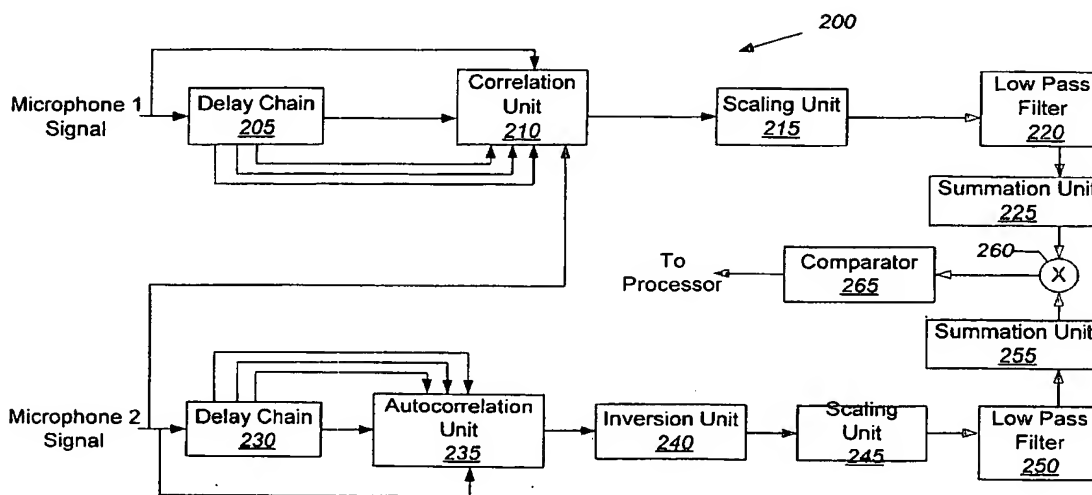 200
Microphone 1
Signal
Delay Chain
205
Correlation
Unit
210
Scaling Unit
215
Low Pass
Filter
220
Summation Unit
225
260
X
To
Processor
Comparator
265
Summation Unit
255
Microphone 2
Signal
Delay Chain
230
Autocorrelation
Unit
235
Inversion Unit
240
Scaling
Unit
245
Low Pass
Filter
250